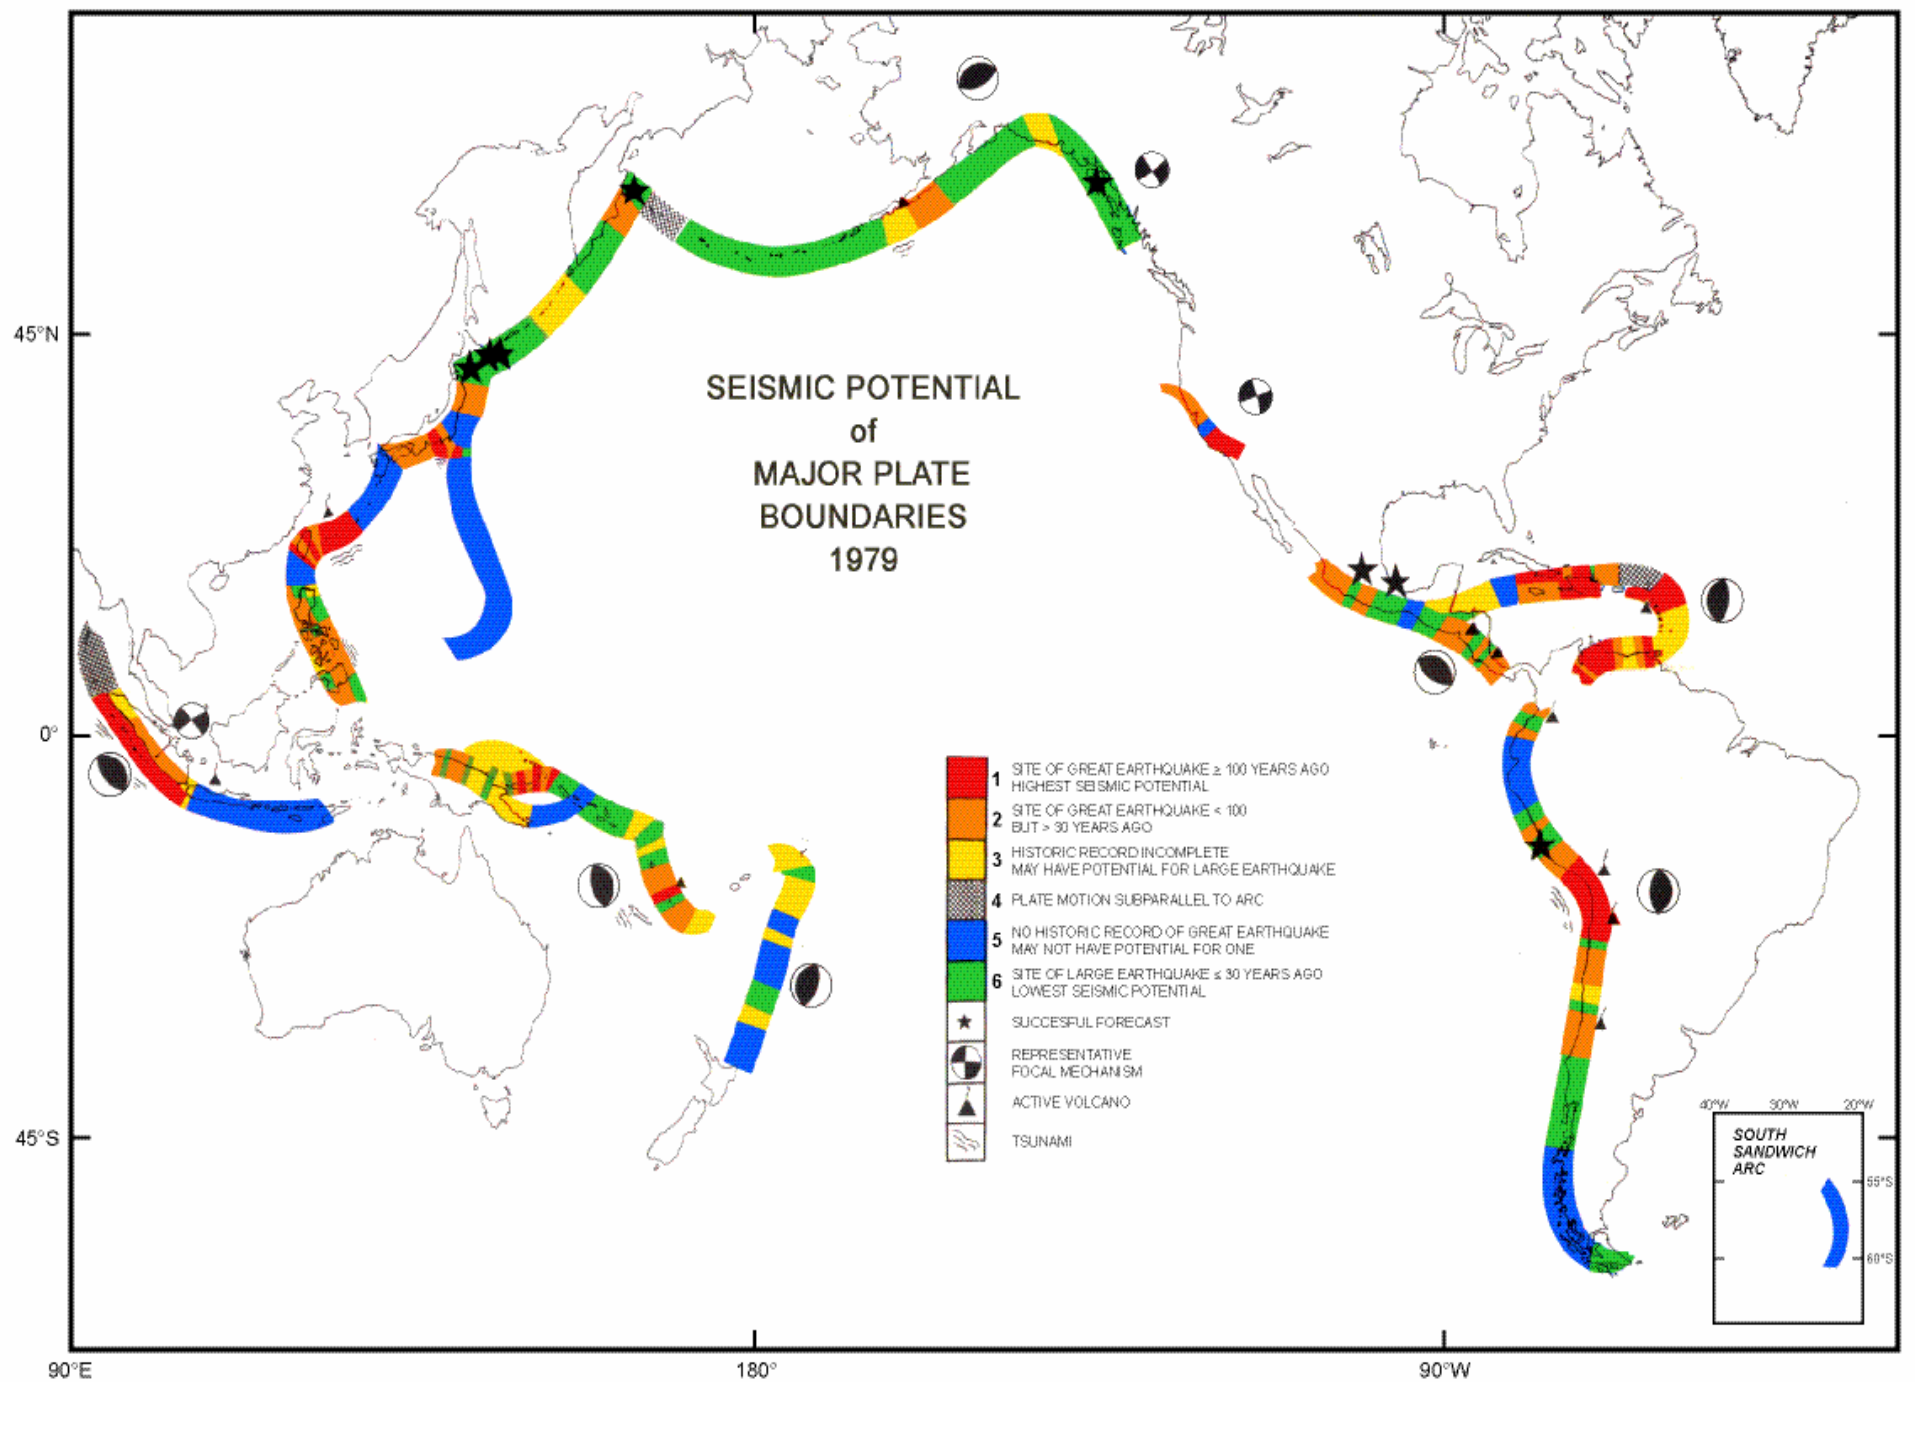 45°N
0°
45°S
90°E
180°
90°W
SEISMIC POTENTIAL
of
MAJOR PLATE
BOUNDARIES
1979
1 SITE OF GREAT EARTHQUAKE ≥ 100 YEARS AGO
HIGHEST SEISMIC POTENTIAL
2 SITE OF GREAT EARTHQUAKE < 100
BUT > 30 YEARS AGO
3 HISTORIC RECORD INCOMPLETE
MAY HAVE POTENTIAL FOR LARGE EARTHQUAKE
4 PLATE MOTION SUBPARALLEL TO ARC
5 NO HISTORIC RECORD OF GREAT EARTHQUAKE
MAY NOT HAVE POTENTIAL FOR ONE
6 SITE OF LARGE EARTHQUAKE ≤ 30 YEARS AGO
LOWEST SEISMIC POTENTIAL
SUCCESFUL FORECAST
REPRESENTATIVE
FOCAL MECHANISM
ACTIVE VOLCANO
TSUNAMI
40°W 30°W 20°W
SOUTH
SANDWICH
ARC
55°S
60°S